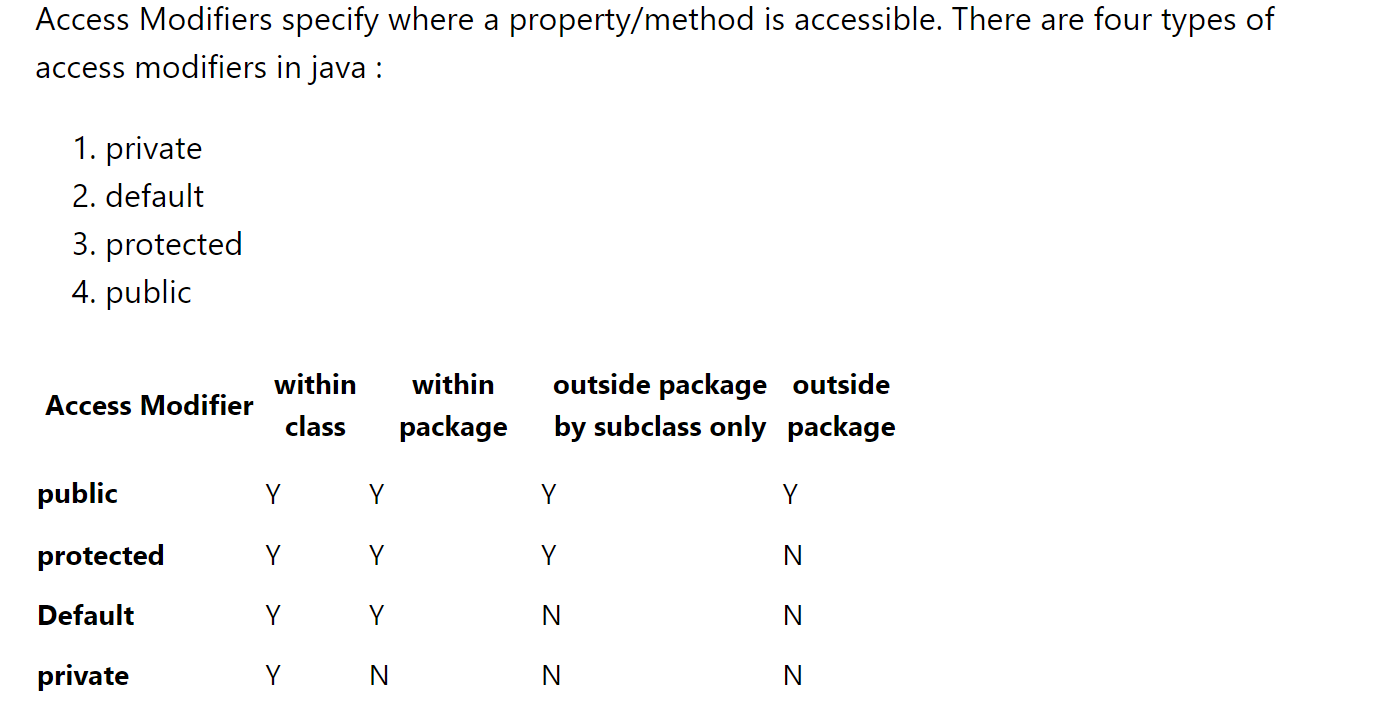 Access Modifiers specify where a property/method is accessible. There are four types of
access modifiers in java :
1. private
2. default
3. protected
4. public
Access Modifier within class within package outside package by subclass only outside package
public Y Y Y Y
protected Y Y Y N
Default Y Y N N
private Y N N N